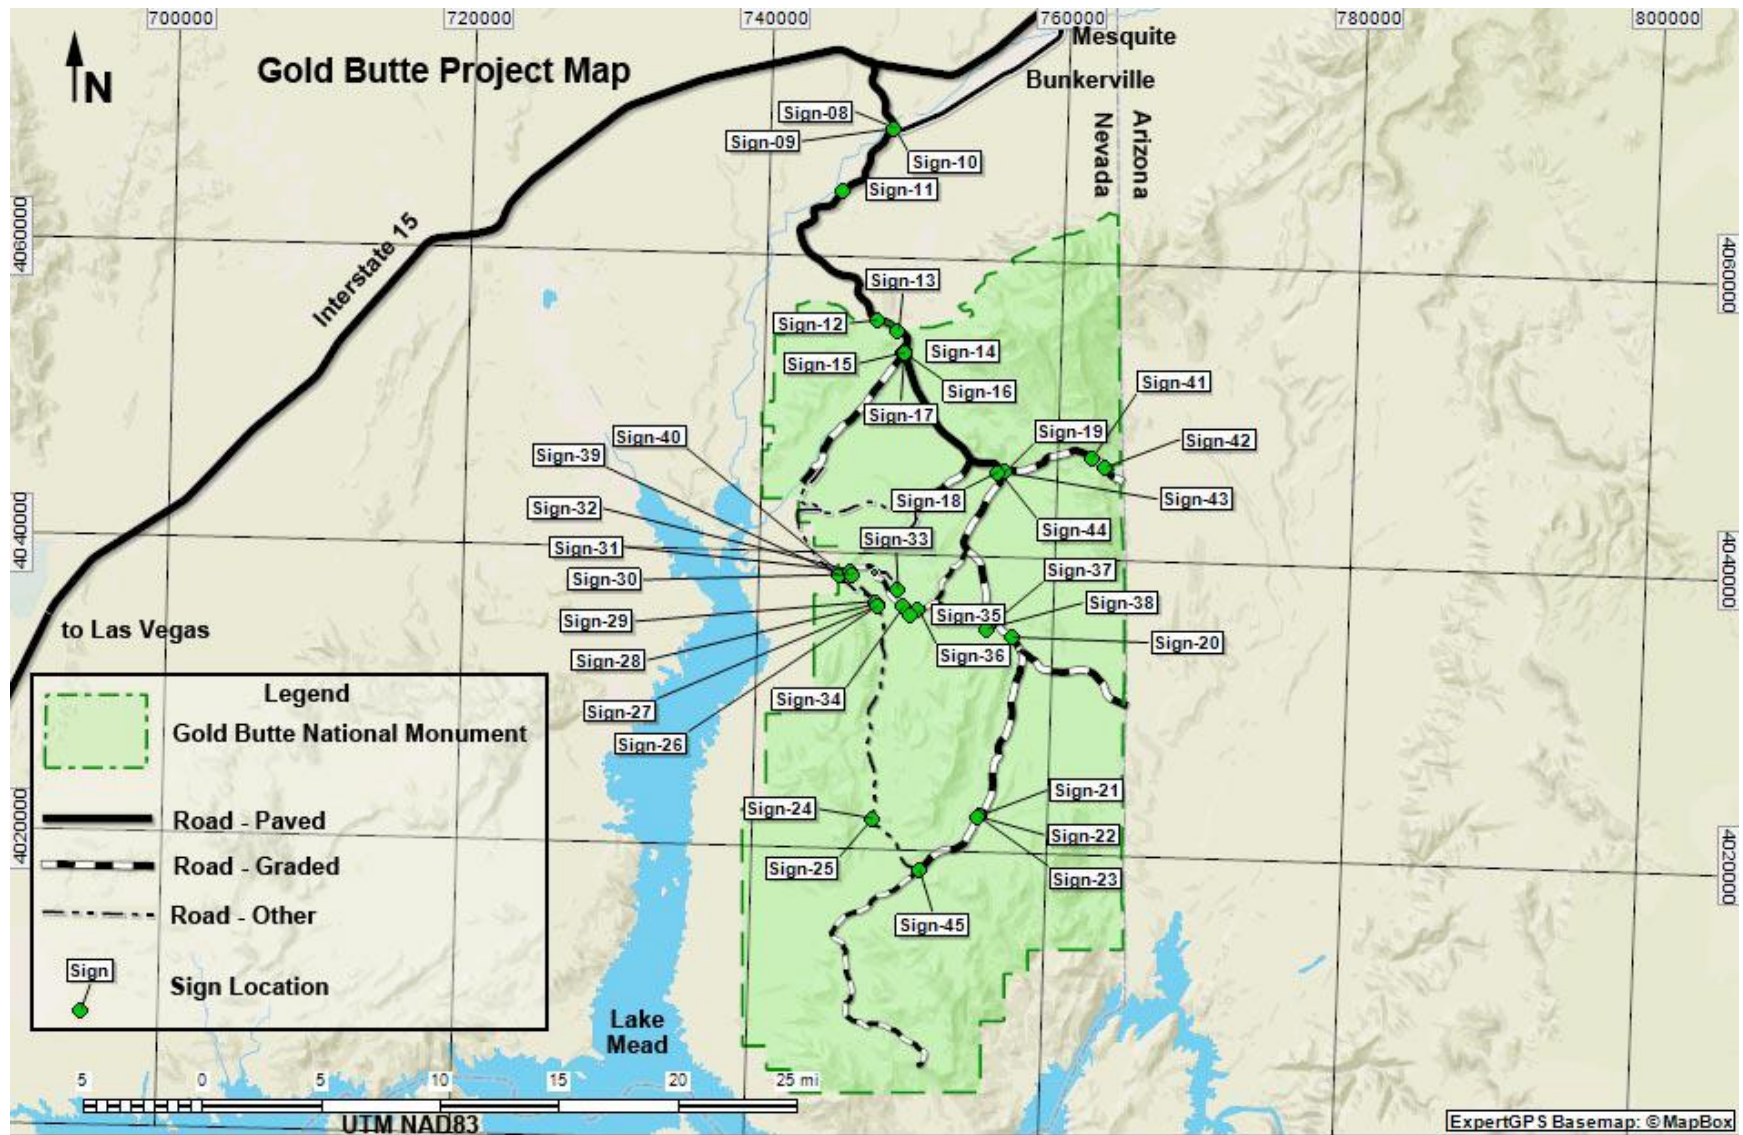 700000
720000
740000
760000
780000
800000
Mesquite
Gold Butte Project Map
N
Bunkerville
Sign-08
Sign-09
Arizona
Nevada
Sign-10
Sign-11
4060000
4060000
Interstate 15
Sign-13
Sign-12
Sign-14
Sign-15
Sign-16
Sign-41
Sign-17
Sign-19
Sign-40
Sign-42
Sign-39
Sign-18
Sign-43
Sign-32
Sign-44
4040000
Sign-33
Sign-31
4040000
Sign-37
Sign-30
Sign-38
Sign-35
Sign-29
to Las Vegas
Sign-20
Sign-36
Sign-28
Sign-34
Sign-27
Sign-26
Legend
Gold Butte National Monument
Sign-21
Sign-24
Road - Paved
4020000
Sign-22
4020000
Road - Graded
Sign-25
Sign-23
Road - Other
Sign-45
Sign
Sign Location
Lake
Mead
5
0
5
10
15
20
25 mi
UTM NAD83
ExpertGPS Basemap: © MapBox